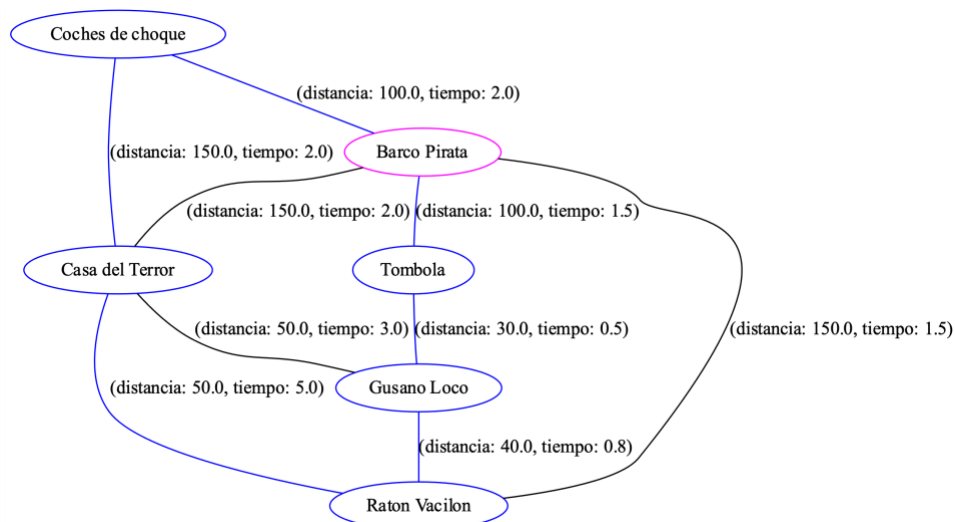 Coches de choque
(distancia: 100.0, tiempo: 2.0)
(distancia: 150.0, tiempo: 2.0)
Barco Pirata
(distancia: 150.0, tiempo: 2.0)
(distancia: 100.0, tiempo: 1.5)
Casa del Terror
Tombola
(distancia: 50.0, tiempo: 3.0)
(distancia: 30.0, tiempo: 0.5)
(distancia: 150.0, tiempo: 1.5)
(distancia: 50.0, tiempo: 5.0)
Gusano Loco
(distancia: 40.0, tiempo: 0.8)
Raton Vacilon